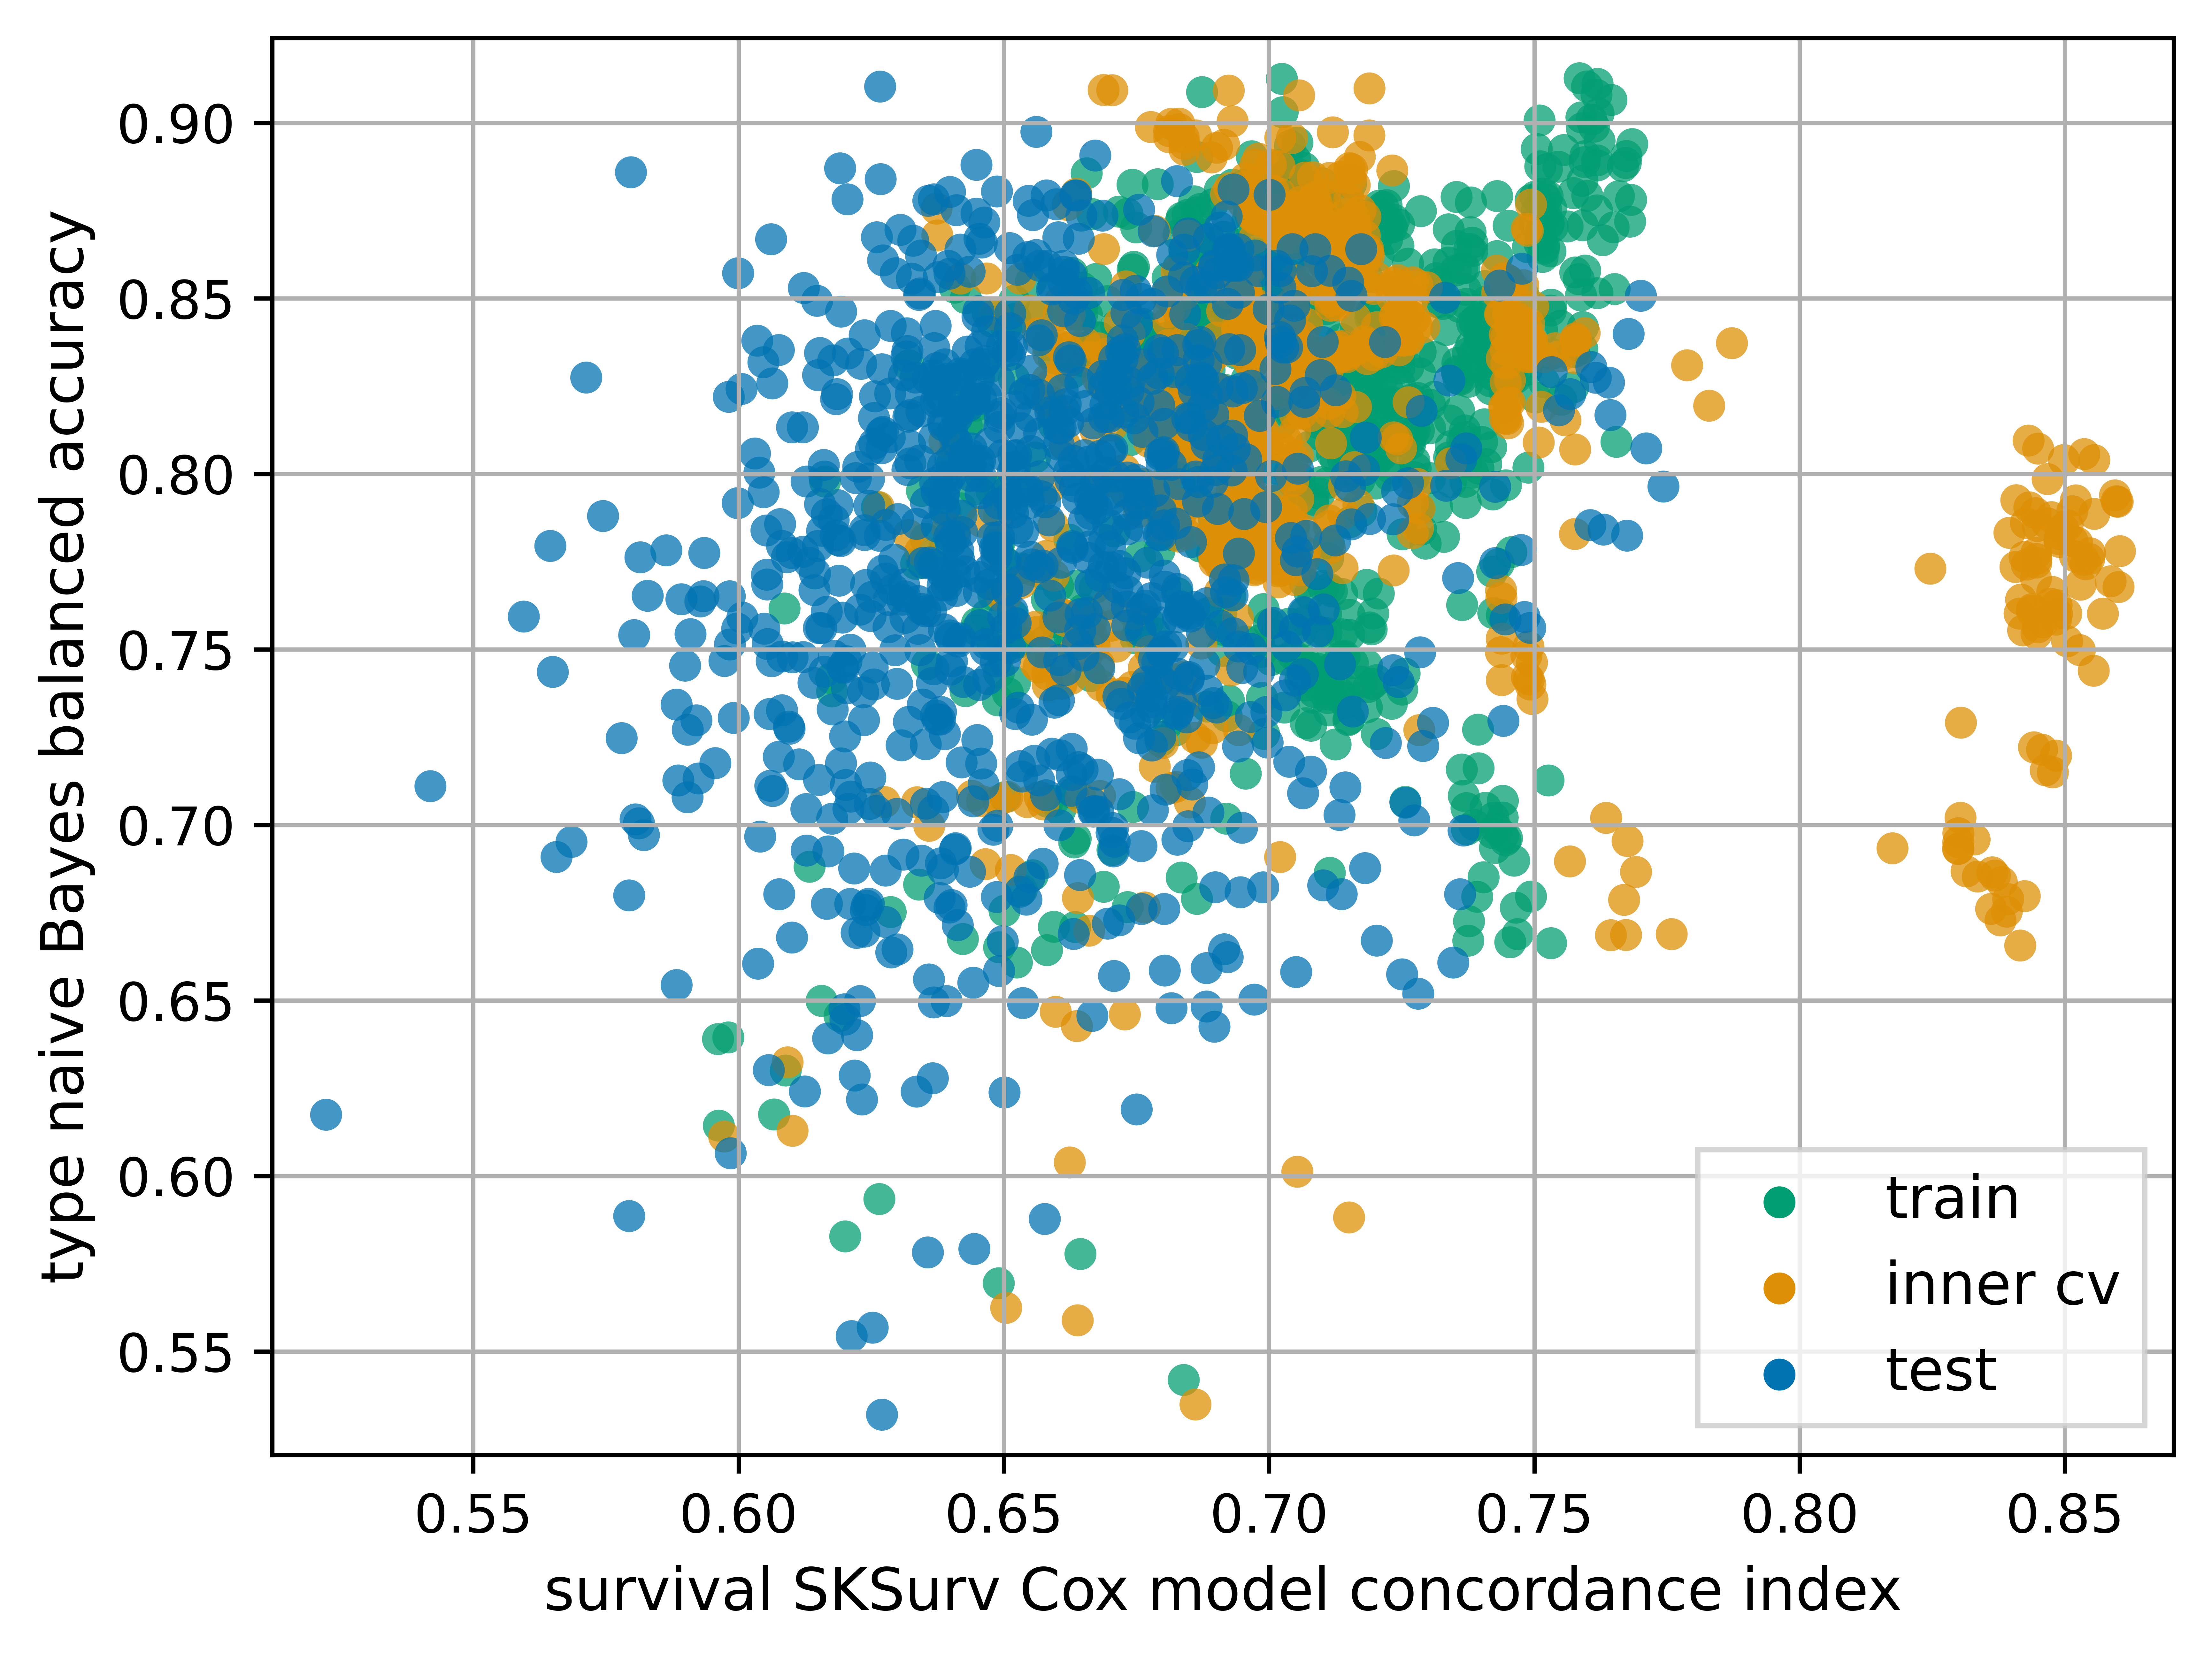 type naive Bayes balanced accuracy
0.90
0.85
0.80
0.75
0.70
0.65
0.60
0.55
train
inner cv
test
0.55 0.60 0.65 0.70 0.75 0.80 0.85
survival SKSurv Cox model concordance index